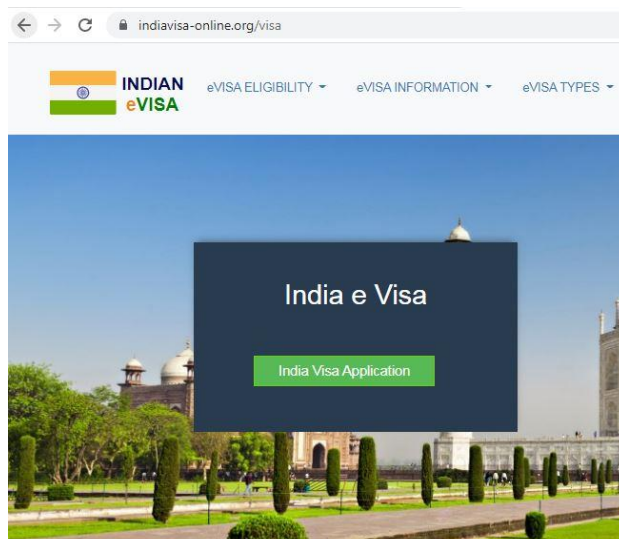 indiavisa-online.org/visa
INDIAN eVISA ELIGIBILITY eVISA INFORMATION eVISA TYPES
eVISA
India e Visa
India Visa Application